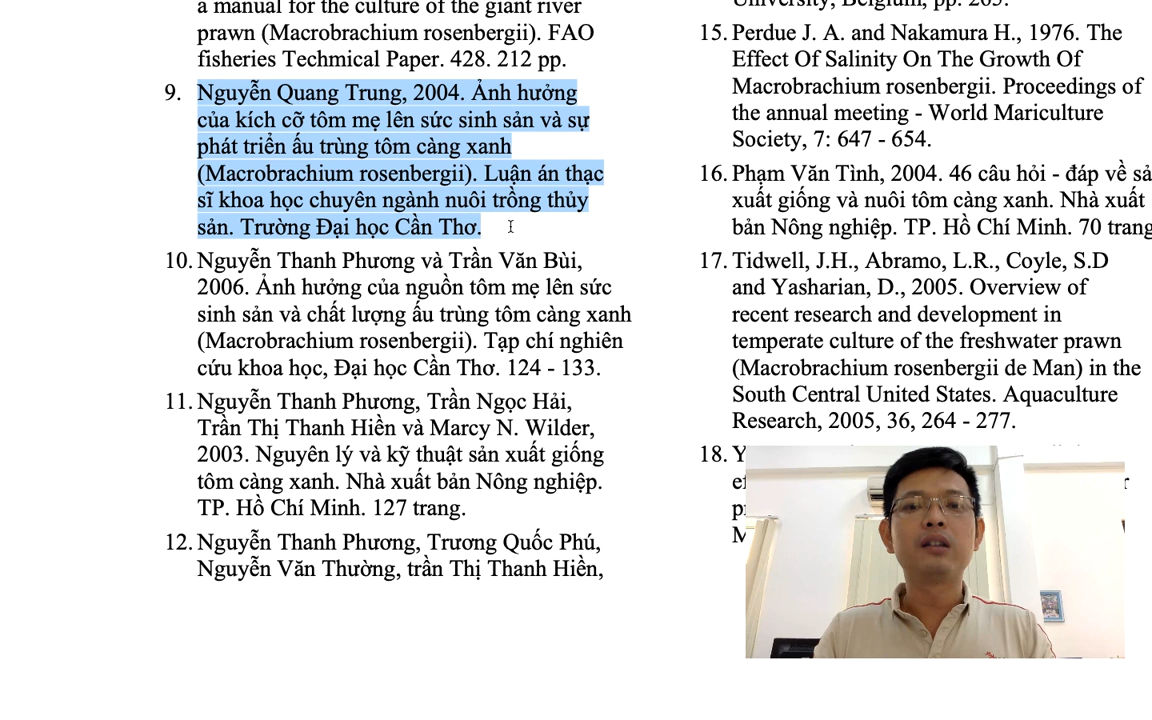 a manual for the culture of the giant river
prawn (Macrobrachium rosenbergii). FAO
fisheries Techmical Paper. 428. 212 pp.
9. Nguyễn Quang Trung, 2004. Ảnh hưởng
của kích cỡ tôm mẹ lên sức sinh sản và sự
phát triển ấu trùng tôm càng xanh
(Macrobrachium rosenbergii). Luận án thạc
sĩ khoa học chuyên ngành nuôi trồng thủy
sản. Trường Đại học Cần Thơ.
10. Nguyễn Thanh Phương và Trần Văn Bùi,
2006. Ảnh hưởng của nguồn tôm mẹ lên sức
sinh sản và chất lượng ấu trùng tôm càng xanh
(Macrobrachium rosenbergii). Tạp chí nghiên
cứu khoa học, Đại học Cần Thơ. 124 - 133.
11. Nguyễn Thanh Phương, Trần Ngọc Hải,
Trần Thị Thanh Hiền và Marcy N. Wilder,
2003. Nguyên lý và kỹ thuật sản xuất giống
tôm càng xanh. Nhà xuất bản Nông nghiệp.
TP. Hồ Chí Minh. 127 trang.
12. Nguyễn Thanh Phương, Trương Quốc Phú,
Nguyễn Văn Thường, trần Thị Thanh Hiền,
University, Belgium, pp. 265.
15. Perdue J. A. and Nakamura H., 1976. The
Effect Of Salinity On The Growth Of
Macrobrachium rosenbergii. Proceedings of
the annual meeting - World Mariculture
Society, 7: 647 - 654.
16. Phạm Văn Tình, 2004. 46 câu hỏi - đáp về sả
xuất giống và nuôi tôm càng xanh. Nhà xuất
bản Nông nghiệp. TP. Hồ Chí Minh. 70 trang
17. Tidwell, J.H., Abramo, L.R., Coyle, S.D
and Yasharian, D., 2005. Overview of
recent research and development in
temperate culture of the freshwater prawn
(Macrobrachium rosenbergii de Man) in the
South Central United States. Aquaculture
Research, 2005, 36, 264 - 277.
18. Y